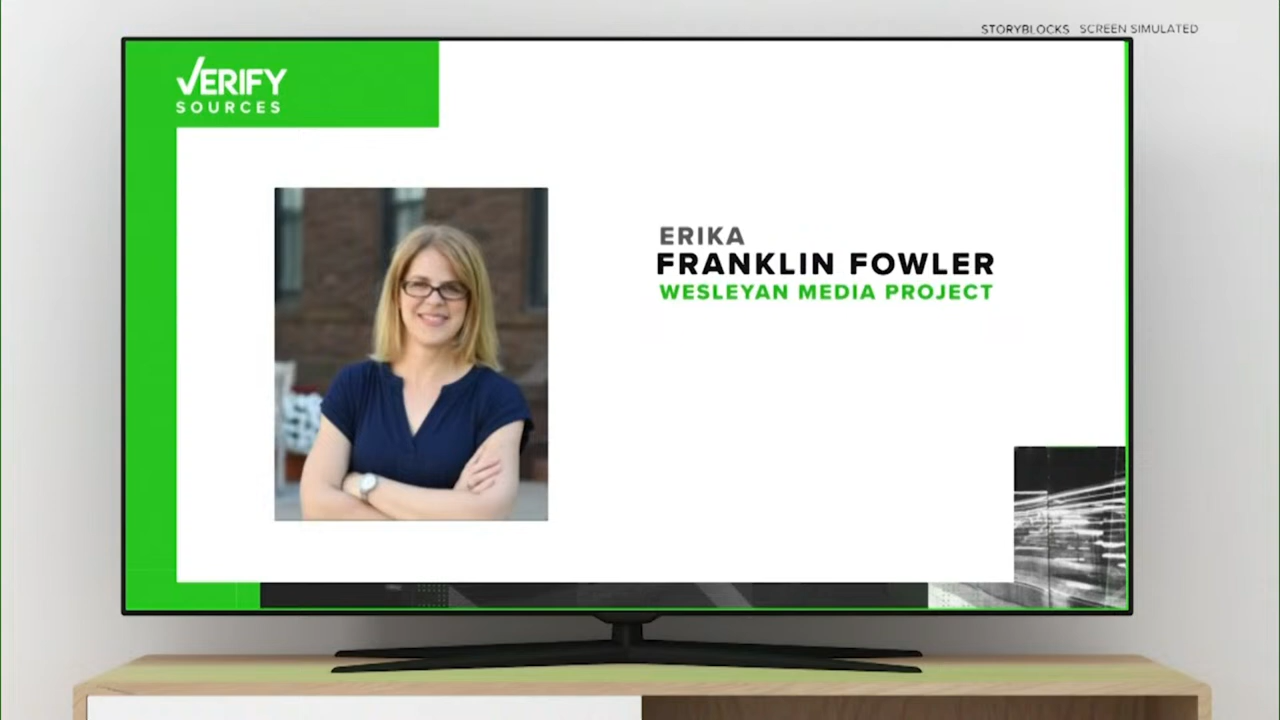 STORYBLOCKS SCREEN SIMULATED
VERIFY
SOURCES
ERIKA
FRANKLIN FOWLER
WESLEYAN MEDIA PROJECT